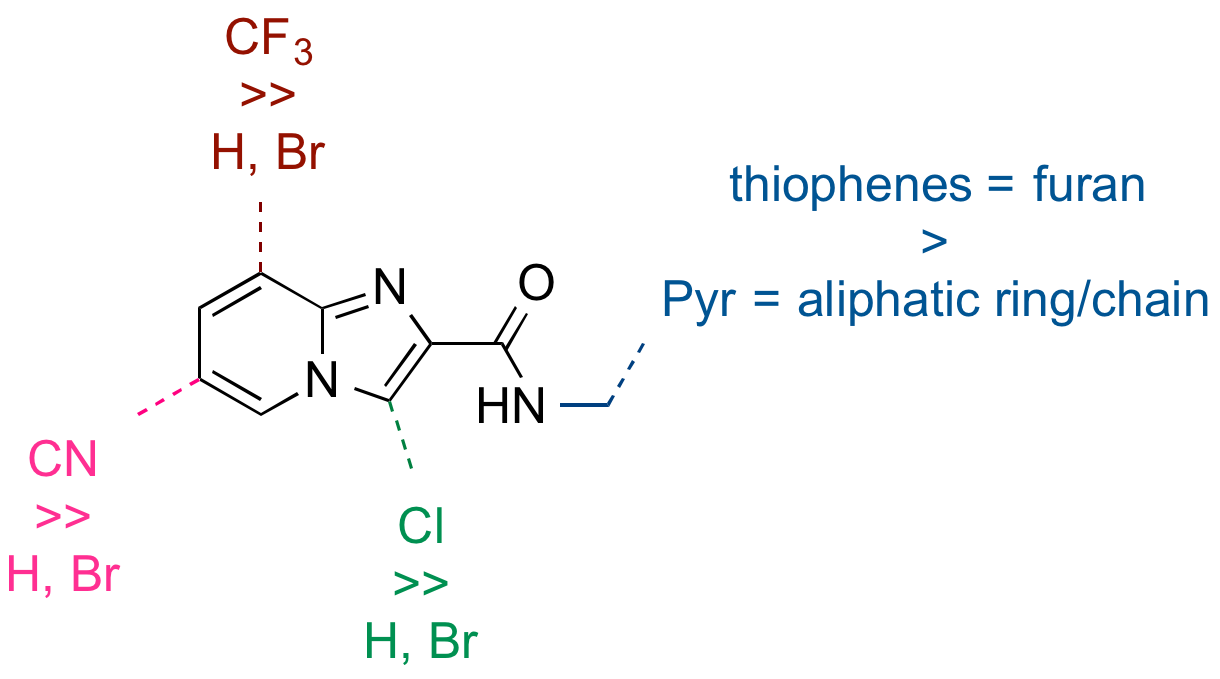 CF3
>>
H, Br
thiophenes = furan
>
Pyr = aliphatic ring/chain
N
O
N
HN
CN
>>
H, Br
Cl
>>
H, Br